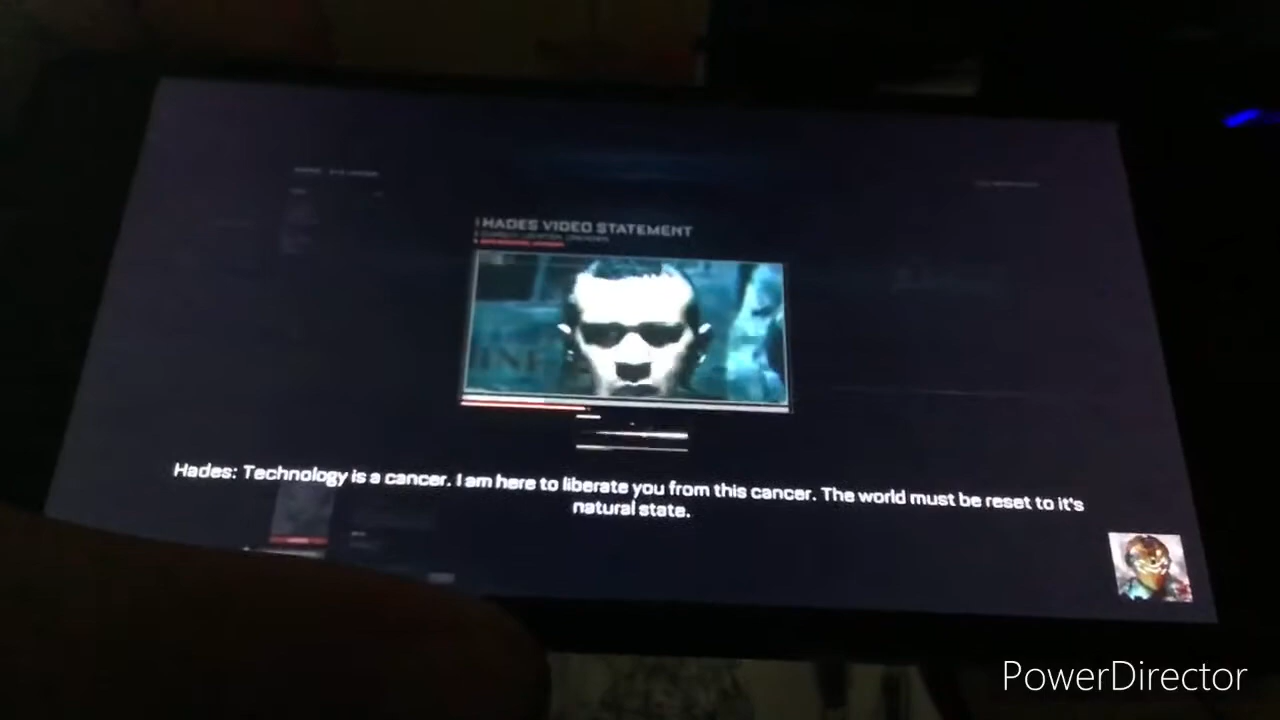 HADES VIDEO STATEMENT
INF
Hades: Technology is a cancer. I am here to liberate you from this cancer. The world must be reset to it's
natural state.
PowerDirector